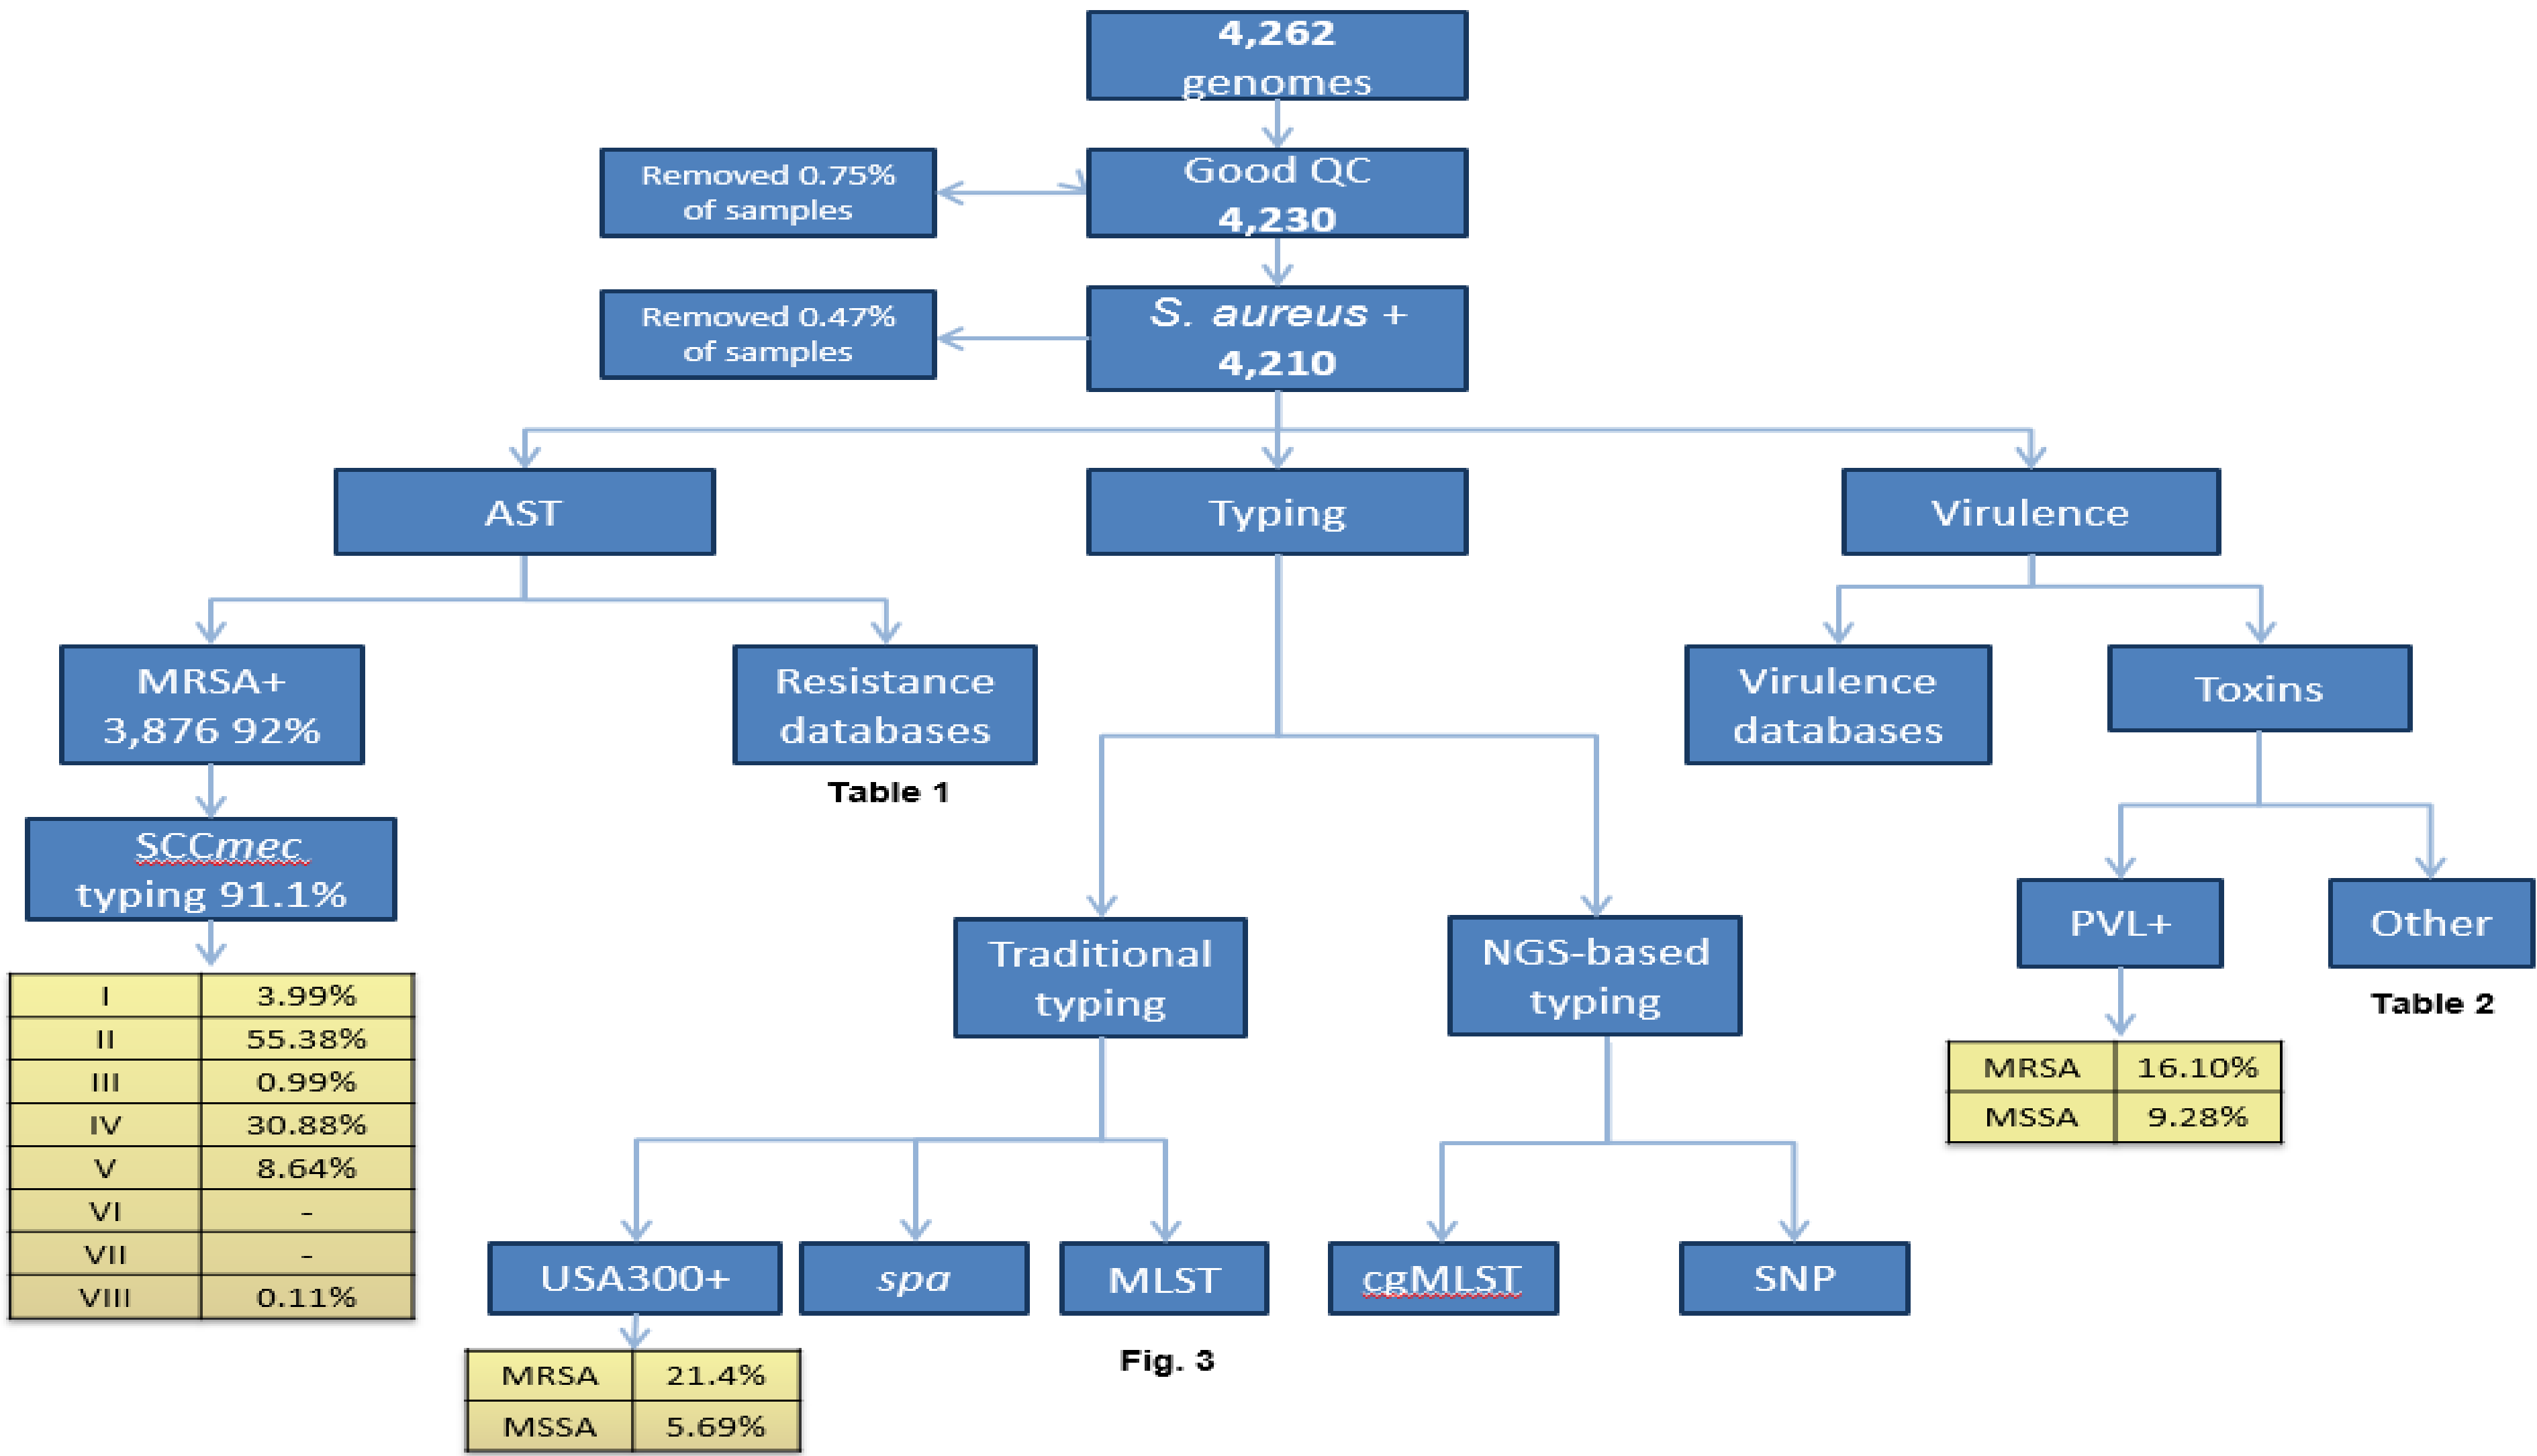 4,262
genomes
Removed 0.75%
of samples
Good QC
4,230
Removed 0.47%
of samples
S. aureus +
4,210
AST
Typing
Virulence
MRSA+
3,876 92%
Resistance
databases
Table 1
Virulence
databases
Toxins
SCCmec
typing 91.1%
PVL+
Other
Table 2
Traditional
typing
NGS-based
typing
I 3.99%
II 55.38%
III 0.99%
IV 30.88%
V 8.64%
VI -
VII -
VIII 0.11%
MRSA 16.10%
MSSA 9.28%
USA300+
spa
MLST
cgMLST
SNP
Fig. 3
MRSA 21.4%
MSSA 5.69%